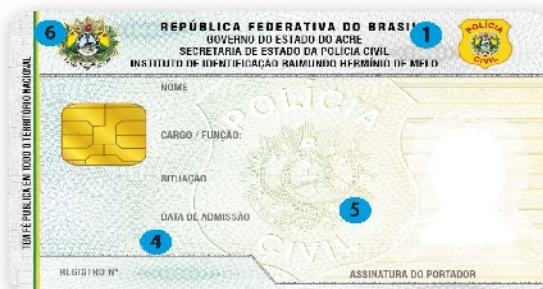 REPÚBLICA FEDERATIVA DO BRASIL
GOVERNO DO ESTADO DO ACRE
SECRETARIA DE ESTADO DA POLÍCIA CIVIL
INSTITUTO DE IDENTIFICAÇÃO RAIMUNDO HERMÍNIO DE MELO
6
1
POLÍCIA
CIVIL
TEM FÉ PÚBLICA EM TODO O TERRITÓRIO NACIONAL
NOME
POLÍCIA
CARGO / FUNÇÃO:
SITUAÇÃO
DATA DE ADMISSÃO
5
4
CIVIL
REGISTRO Nº
ASSINATURA DO PORTADOR